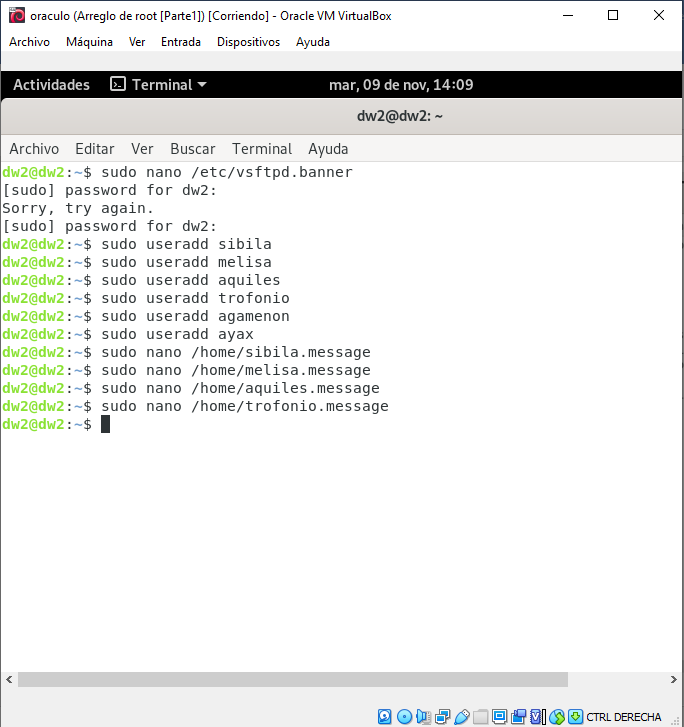 oraculo (Arreglo de root [Parte1]) [Corriendo] - Oracle VM VirtualBox
Archivo Máquina Ver Entrada Dispositivos Ayuda
Actividades Terminal mar, 09 de nov, 14:09
dw2@dw2: ~
Archivo Editar Ver Buscar Terminal Ayuda
dw2@dw2:~$ sudo nano /etc/vsftpd.banner
[sudo] password for dw2:
Sorry, try again.
[sudo] password for dw2:
dw2@dw2:~$ sudo useradd sibila
dw2@dw2:~$ sudo useradd melisa
dw2@dw2:~$ sudo useradd aquiles
dw2@dw2:~$ sudo useradd trofonio
dw2@dw2:~$ sudo useradd agamenon
dw2@dw2:~$ sudo useradd ayax
dw2@dw2:~$ sudo nano /home/sibila.message
dw2@dw2:~$ sudo nano /home/melisa.message
dw2@dw2:~$ sudo nano /home/aquiles.message
dw2@dw2:~$ sudo nano /home/trofonio.message
dw2@dw2:~$
CTRL DERECHA